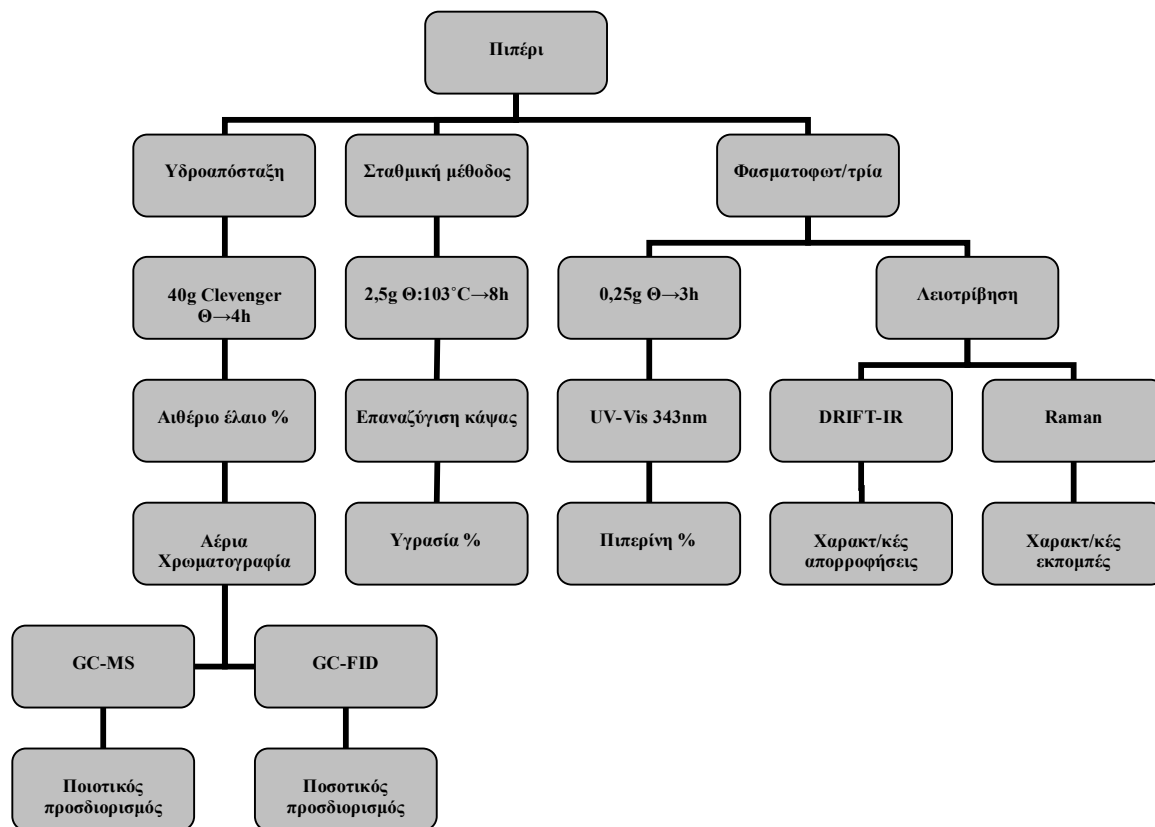 Πιπέρι
Υδροαπόσταξη
Σταθμική μέθοδος
Φασματοφωτ/τρία
40g Clevenger
Θ→4h
2,5g Θ:103˚C→8h
0,25g Θ→3h
Λειοτρίβηση
Αιθέριο έλαιο %
Επαναζύγιση κάψας
UV-Vis 343nm
DRIFT-IR
Raman
Αέρια
Χρωματογραφία
Υγρασία %
Πιπερίνη %
Χαρακτ/κές
απορροφήσεις
Χαρακτ/κές
εκπομπές
GC-MS
GC-FID
Ποιοτικός
προσδιορισμός
Ποσοτικός
προσδιορισμός